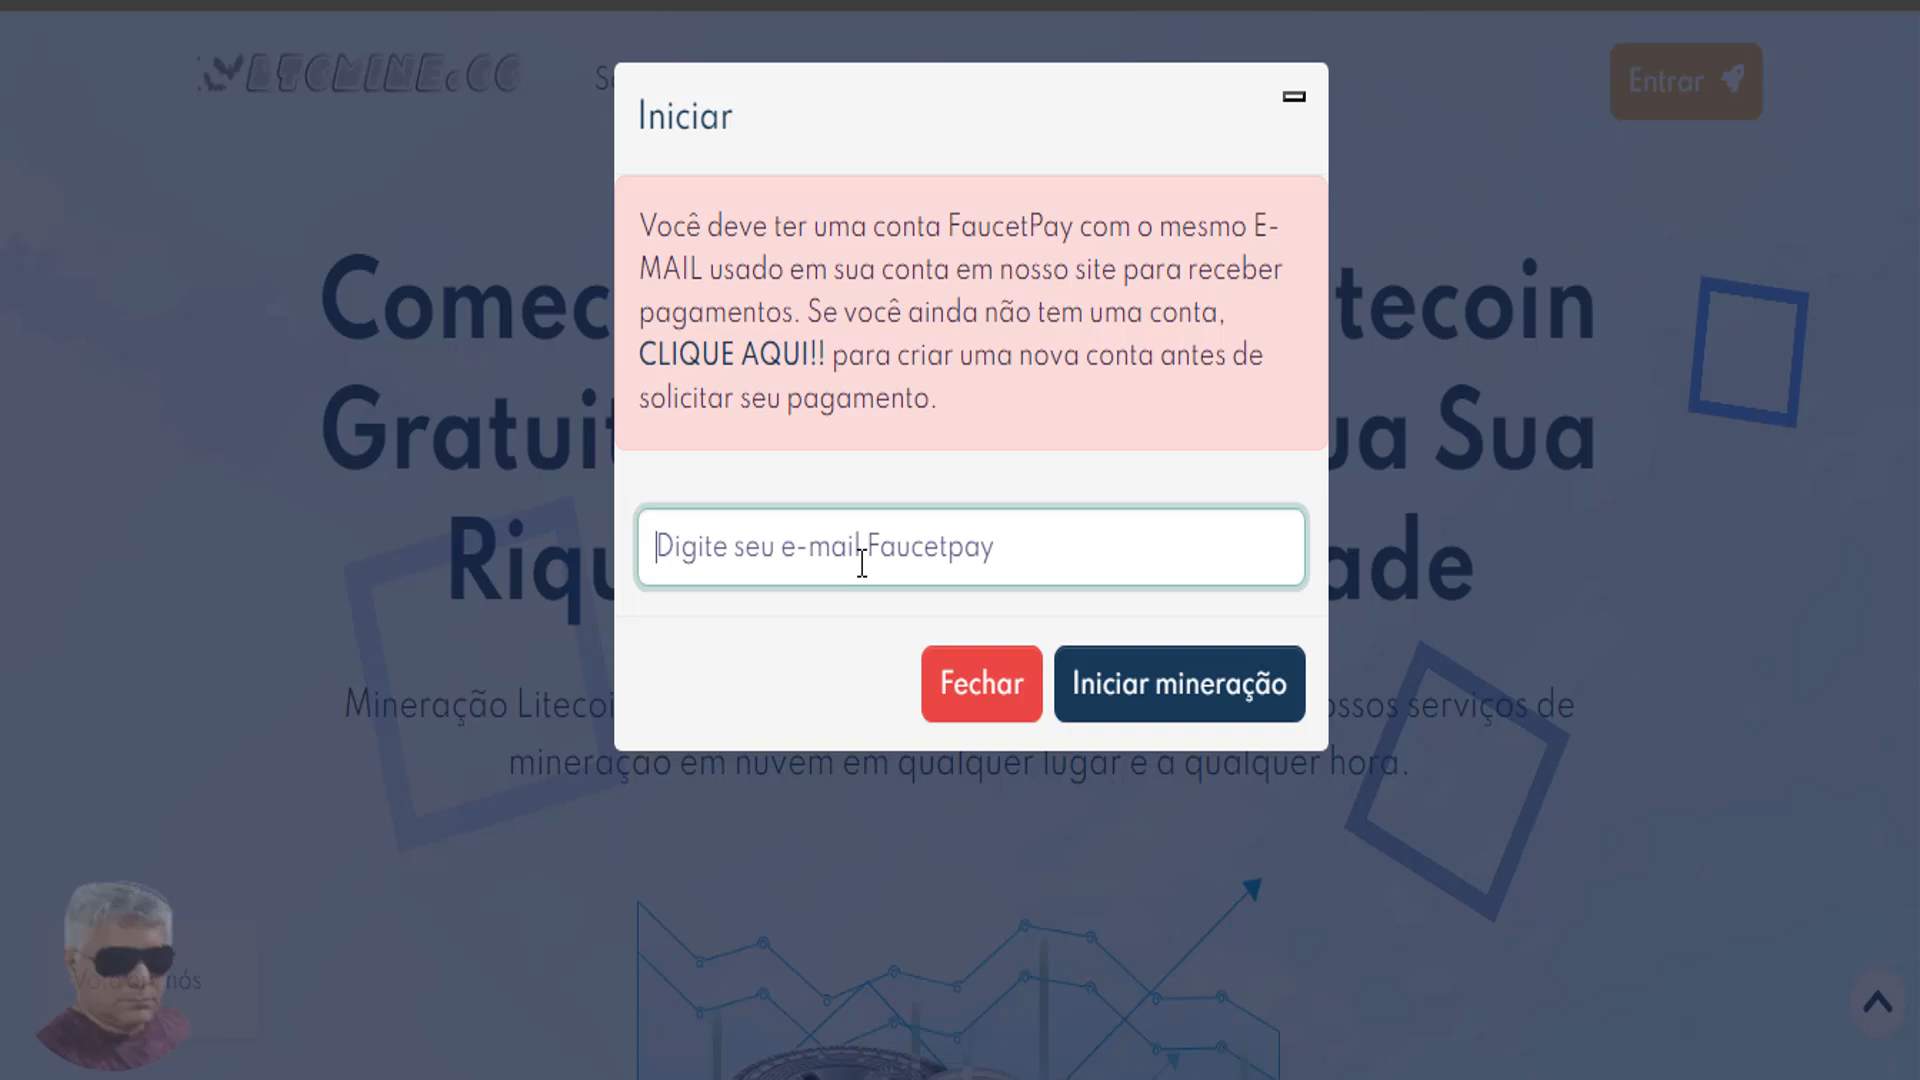 LTCMINE.CC
Entrar
Iniciar
Você deve ter uma conta FaucetPay com o mesmo E-
MAIL usado em sua conta em nosso site para receber
pagamentos. Se você ainda não tem uma conta,
CLIQUE AQUI!! para criar uma nova conta antes de
solicitar seu pagamento.
Digite seu e-mail Faucetpay
Fechar
Iniciar mineração
Comec
tecoin
Gratui
ua Sua
Riqu
ade
Mineração Litecoi
ossos serviços de
mineração em nuvem em qualquer lugar e a qualquer hora.